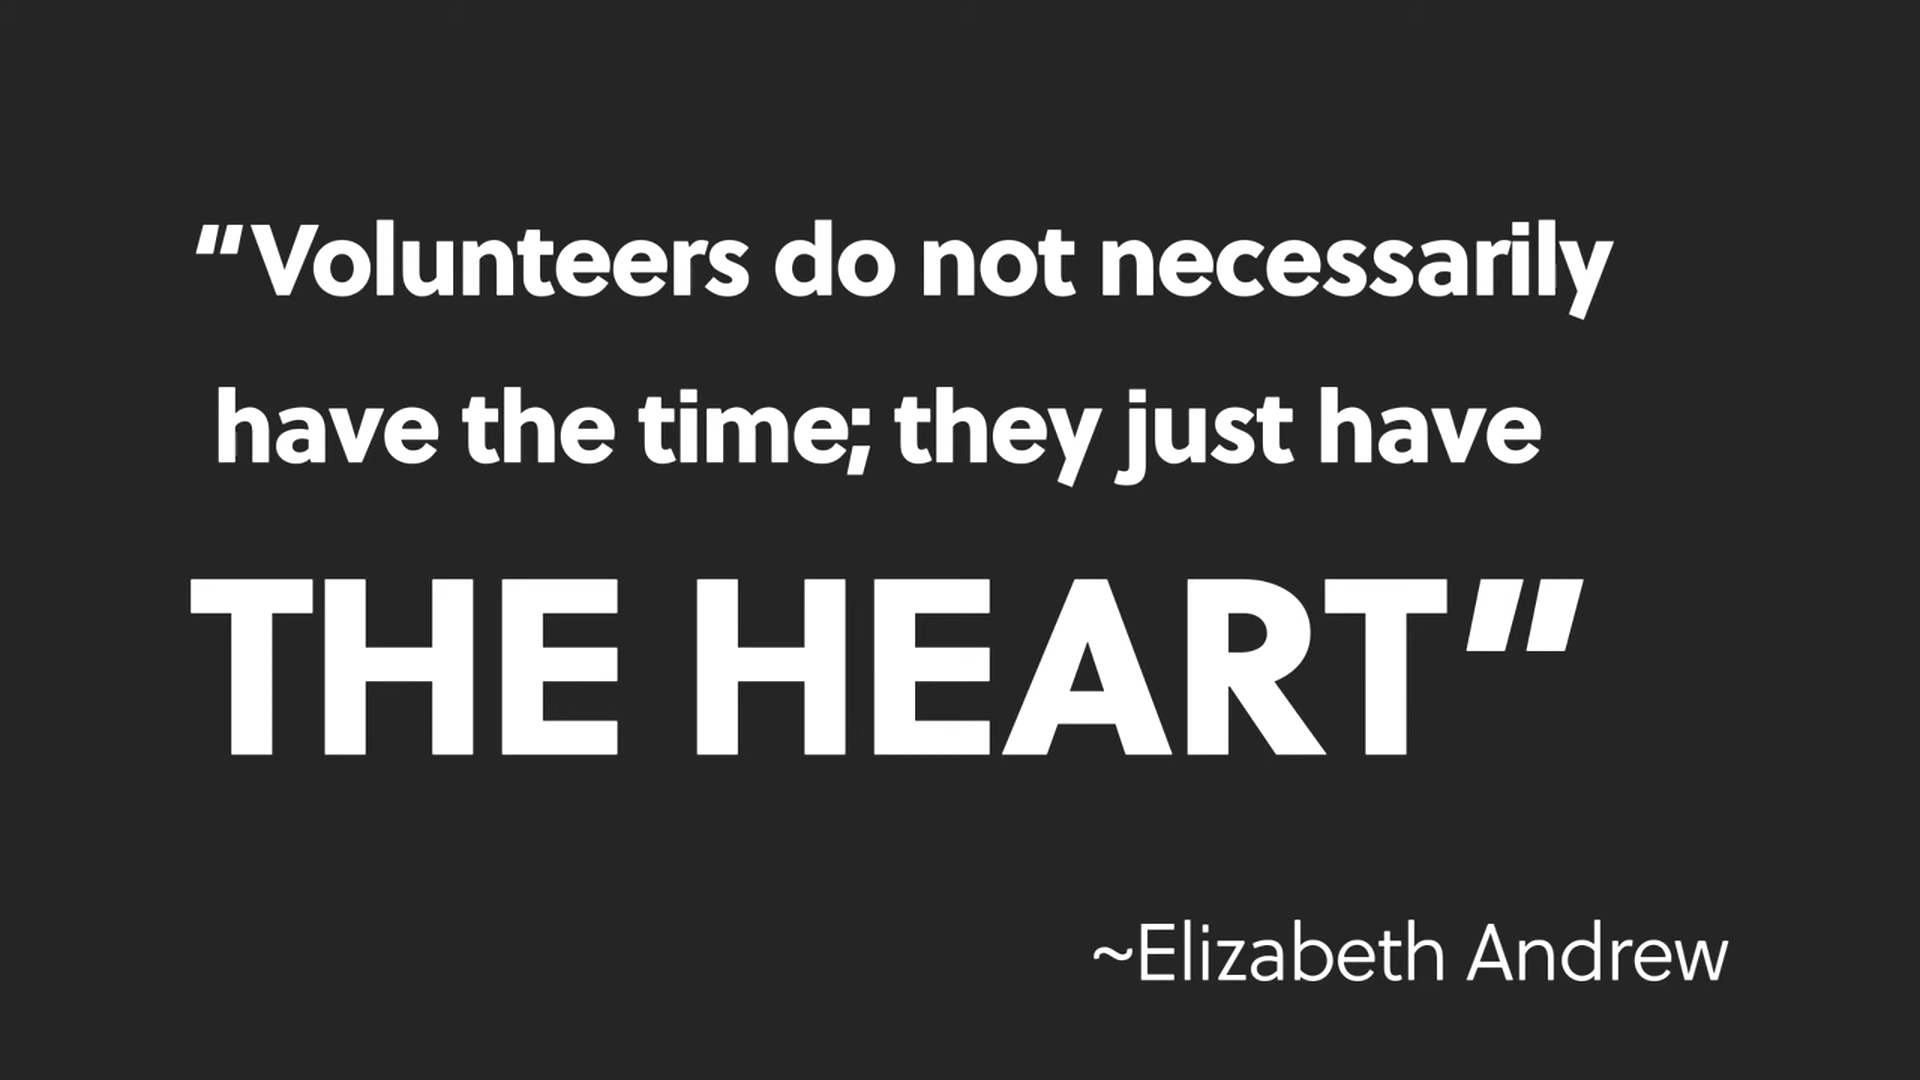 "Volunteers do not necessarily
have the time; they just have
THE HEART"
~Elizabeth Andrew